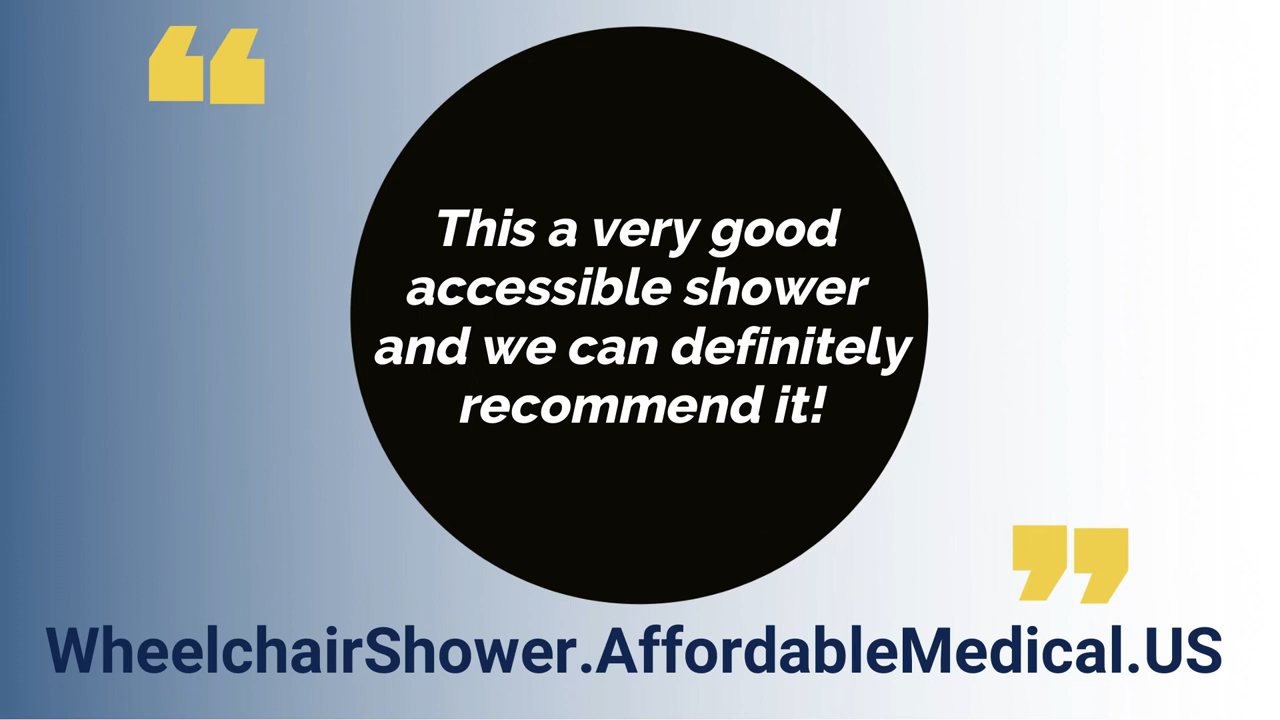 “
This a very good
accessible shower
and we can definitely
recommend it!
”
WheelchairShower.AffordableMedical.US